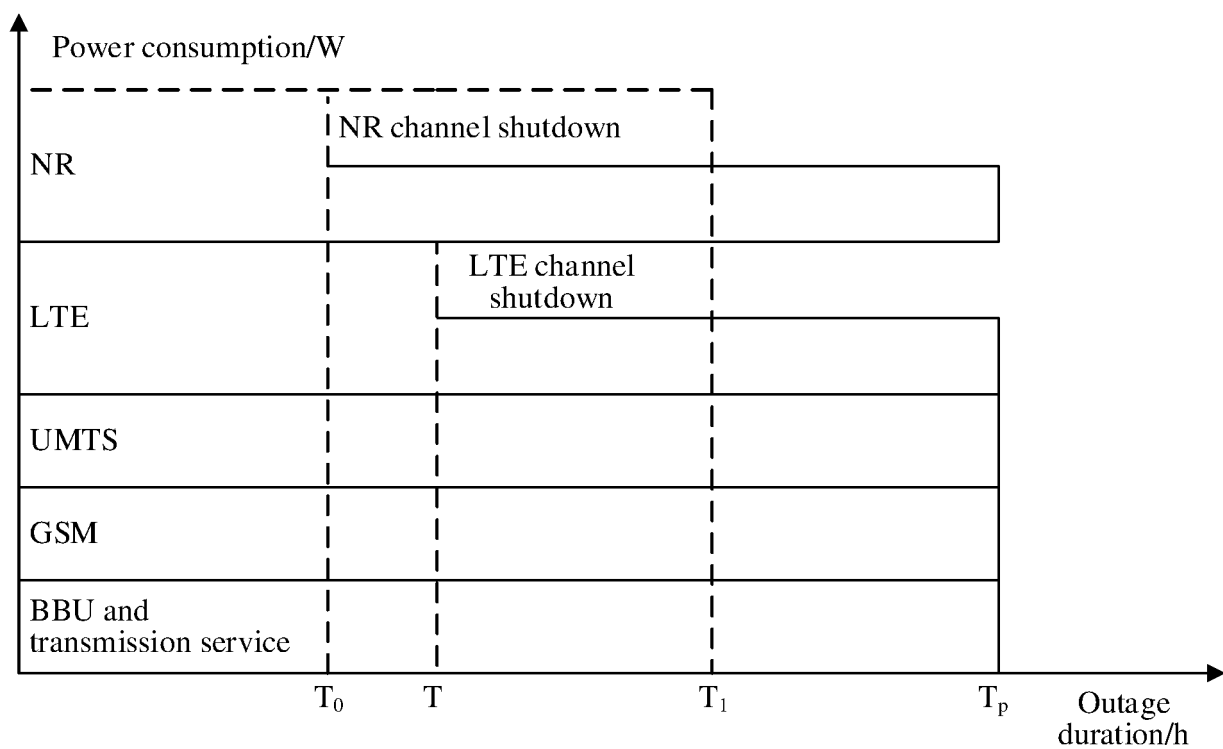 Power consumption/W
NR channel shutdown
NR
LTE channel
shutdown
LTE
UMTS
GSM
BBU and
transmission service
T₀
T
T₁
Tₚ
Outage
duration/h